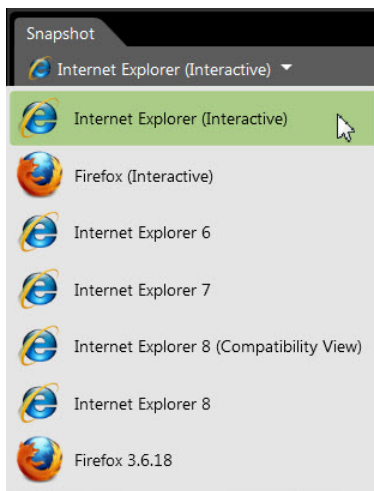 Snapshot
Internet Explorer (Interactive)
Internet Explorer (Interactive)
Firefox (Interactive)
Internet Explorer 6
Internet Explorer 7
Internet Explorer 8 (Compatibility View)
Internet Explorer 8
Firefox 3.6.18